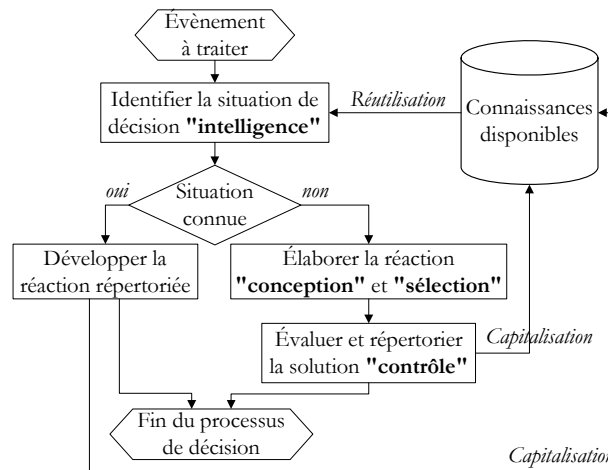 Évènement
à traiter
Identifier la situation de
décision "intelligence"
Réutilisation
Connaissances
disponibles
oui
Situation
connue
non
Développer la
réaction répertoriée
Élaborer la réaction
"conception" et "sélection"
Évaluer et répertorier
la solution "contrôle"
Capitalisation
Fin du processus
de décision
Capitalisation